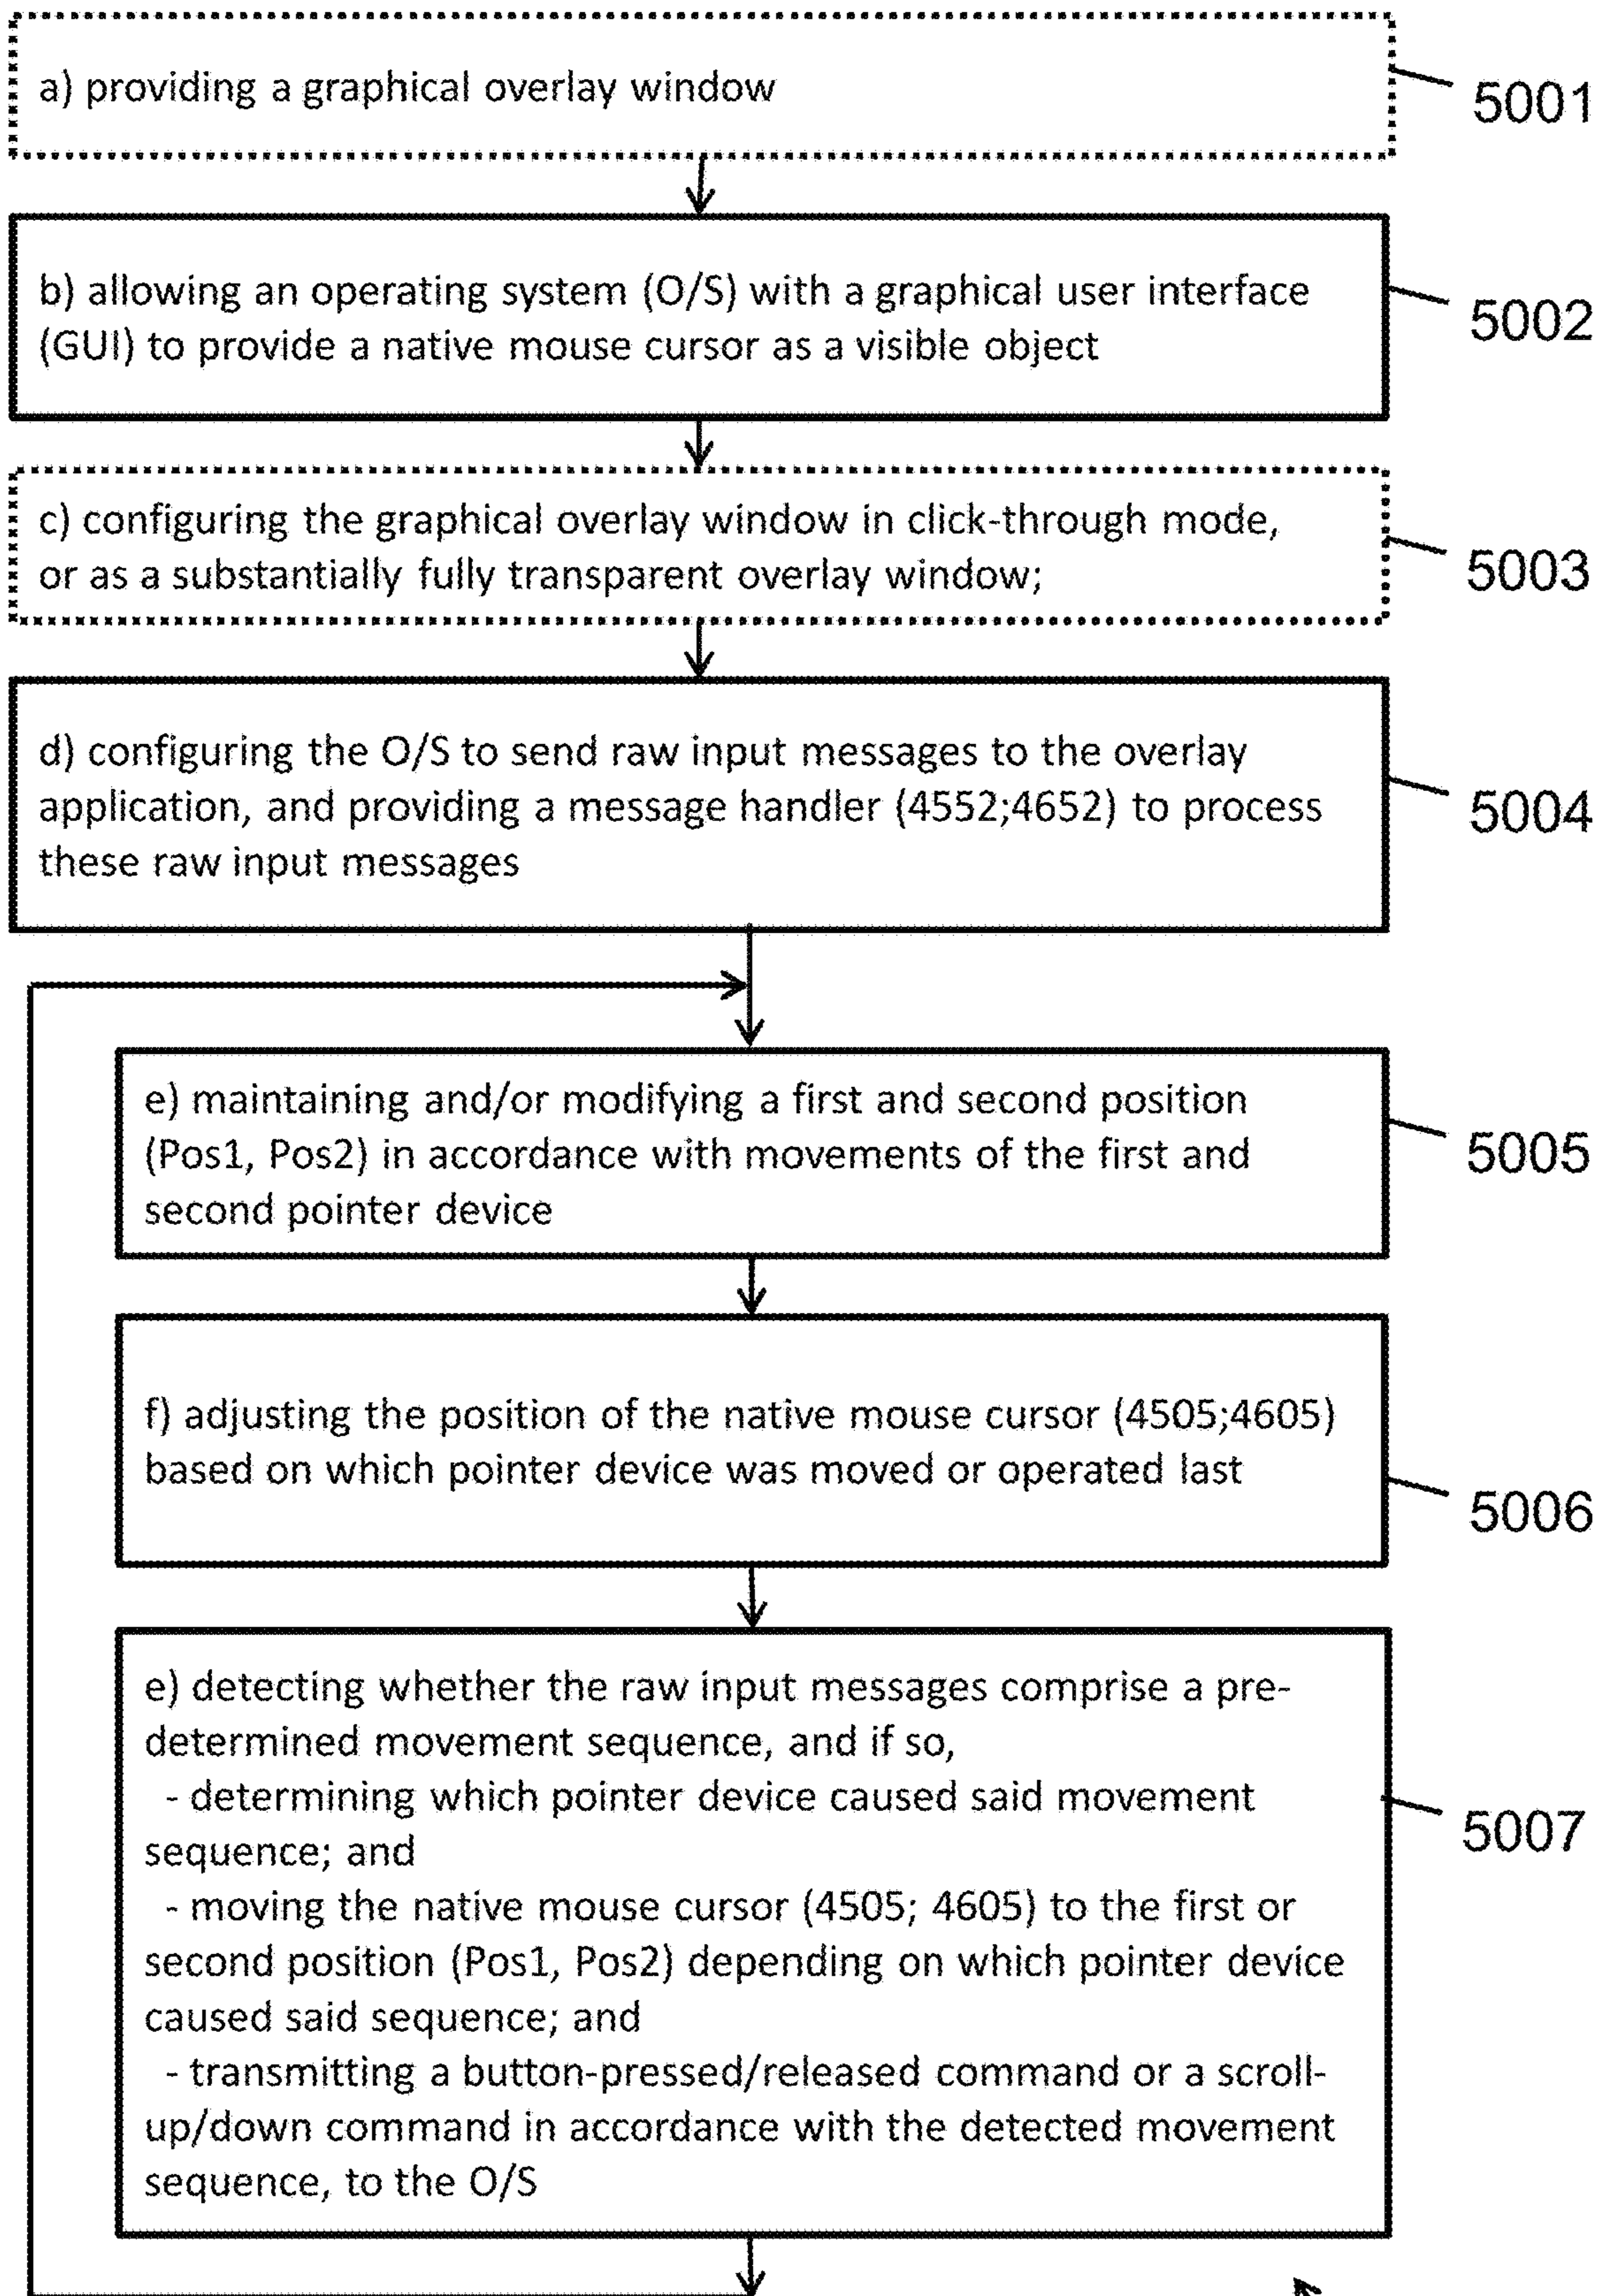 a) providing a graphical overlay window
5001
b) allowing an operating system (O/S) with a graphical user interface
(GUI) to provide a native mouse cursor as a visible object
5002
c) configuring the graphical overlay window in click-through mode,
or as a substantially fully transparent overlay window;
5003
d) configuring the O/S to send raw input messages to the overlay
application, and providing a message handler (4552;4652) to process
these raw input messages
5004
e) maintaining and/or modifying a first and second position
(Pos1, Pos2) in accordance with movements of the first and
second pointer device
5005
f) adjusting the position of the native mouse cursor (4505;4605)
based on which pointer device was moved or operated last
5006
e) detecting whether the raw input messages comprise a pre-
determined movement sequence, and if so,
- determining which pointer device caused said movement
sequence; and
- moving the native mouse cursor (4505; 4605) to the first or
second position (Pos1, Pos2) depending on which pointer device
caused said sequence; and
- transmitting a button-pressed/released command or a scroll-
up/down command in accordance with the detected movement
sequence, to the O/S
5007